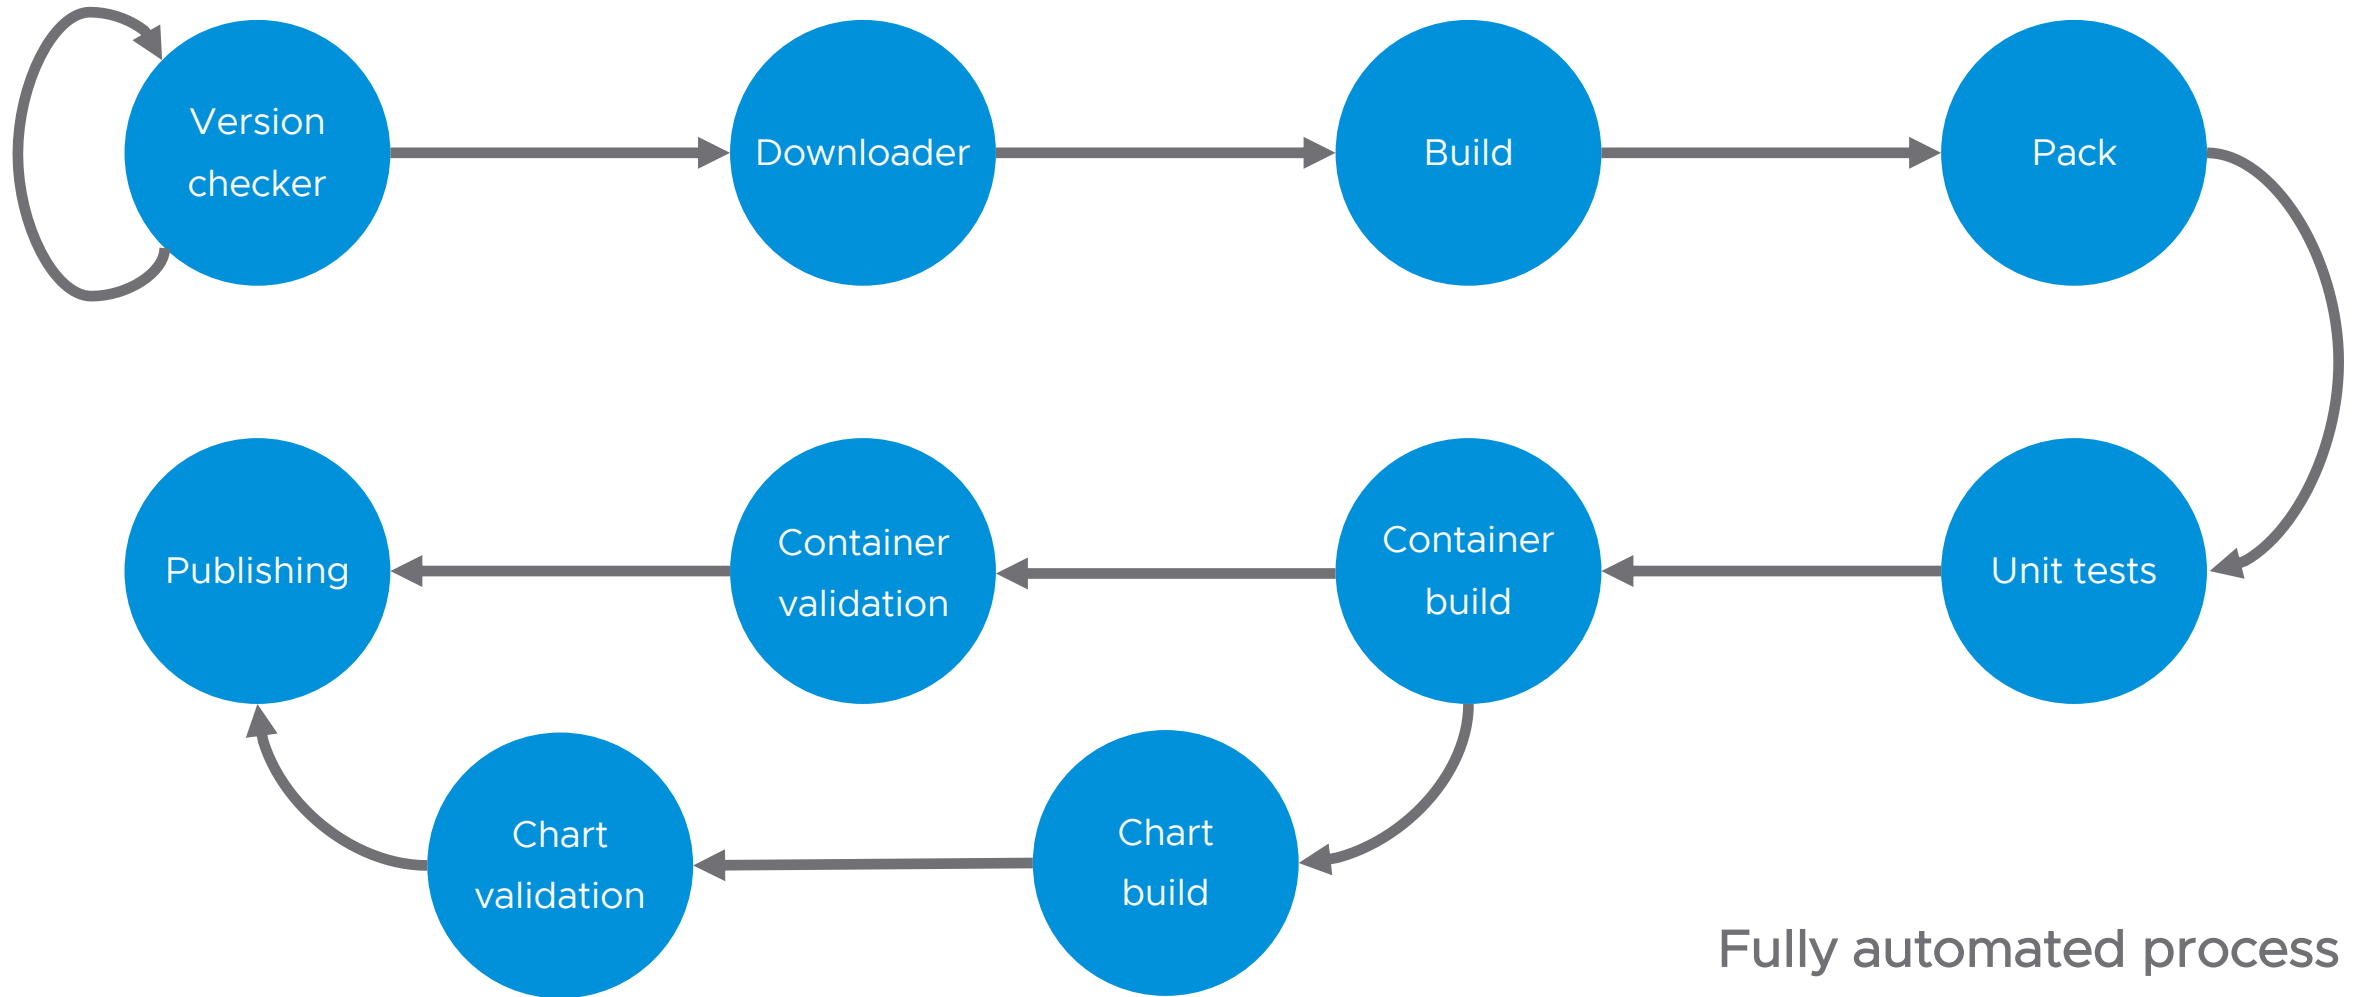 Version
checker
Downloader
Build
Pack
Publishing
Container
validation
Container
build
Unit tests
Chart
validation
Chart
build
Fully automated process